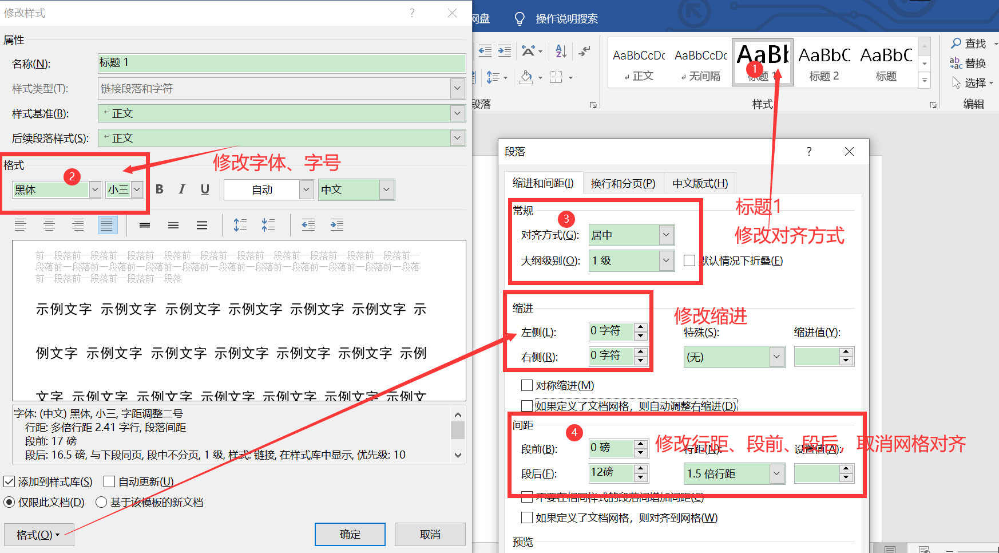 修改样式
?
属性
名称(N):
标题 1
样式类型(T):
链接段落和字符
样式基准(B):
正文
后续段落样式(S):
正文
格式
2
修改字体、字号
黑体
小三
B I U
自动
中文
前一段落前一段落前一段落前一段落前一段落前一段落前一段落前一段落前一
段落前一段落前一段落前一段落前一段落前一段落前一段落前一段落前一段落
前一段落前一段落前一段落前一段落
示例文字 示例文字 示例文字 示例文字 示例文字 示例文字 示
例文字 示例文字 示例文字 示例文字 示例文字 示例文字 示例
文字 示例文字 示例文字 示例文字 示例文字 示例文字 示例文
字体: (中文) 黑体, 小三, 字距调整二号
行距: 多倍行距 2.41 字行, 段落间距
段前: 17 磅
段后: 16.5 磅, 与下段同页, 段中不分页, 1 级, 样式: 链接, 在样式库中显示, 优先级: 10
添加到样式库(S)
自动更新(U)
仅限此文档(D)
基于该模板的新文档
格式(O)
确定
取消
网盘
操作说明搜索
AaBbCcDc
正文
AaBbCcDc
无间隔
AaBb
1
标题 1
AaBbC
标题 2
AaBbC
标题
查找
替换
选择
段落
样式
编辑
段落
?
缩进和间距(I)
换行和分页(P)
中文版式(H)
常规
3
对齐方式(G):
居中
大纲级别(O):
1 级
默认情况下折叠(E)
标题1
修改对齐方式
缩进
修改缩进
左侧(L):
0 字符
特殊(S):
缩进值(Y):
右侧(R):
0 字符
(无)
对称缩进(M)
如果定义了文档网格，则自动调整右缩进(D)
间距
4
修改行距、段前、段后，取消网格对齐
段前(B):
0 磅
行距(N):
设置值(A):
段后(F):
12磅
1.5 倍行距
不要在相同样式的段落间增加间距(C)
如果定义了文档网格，则对齐到网格(W)
预览